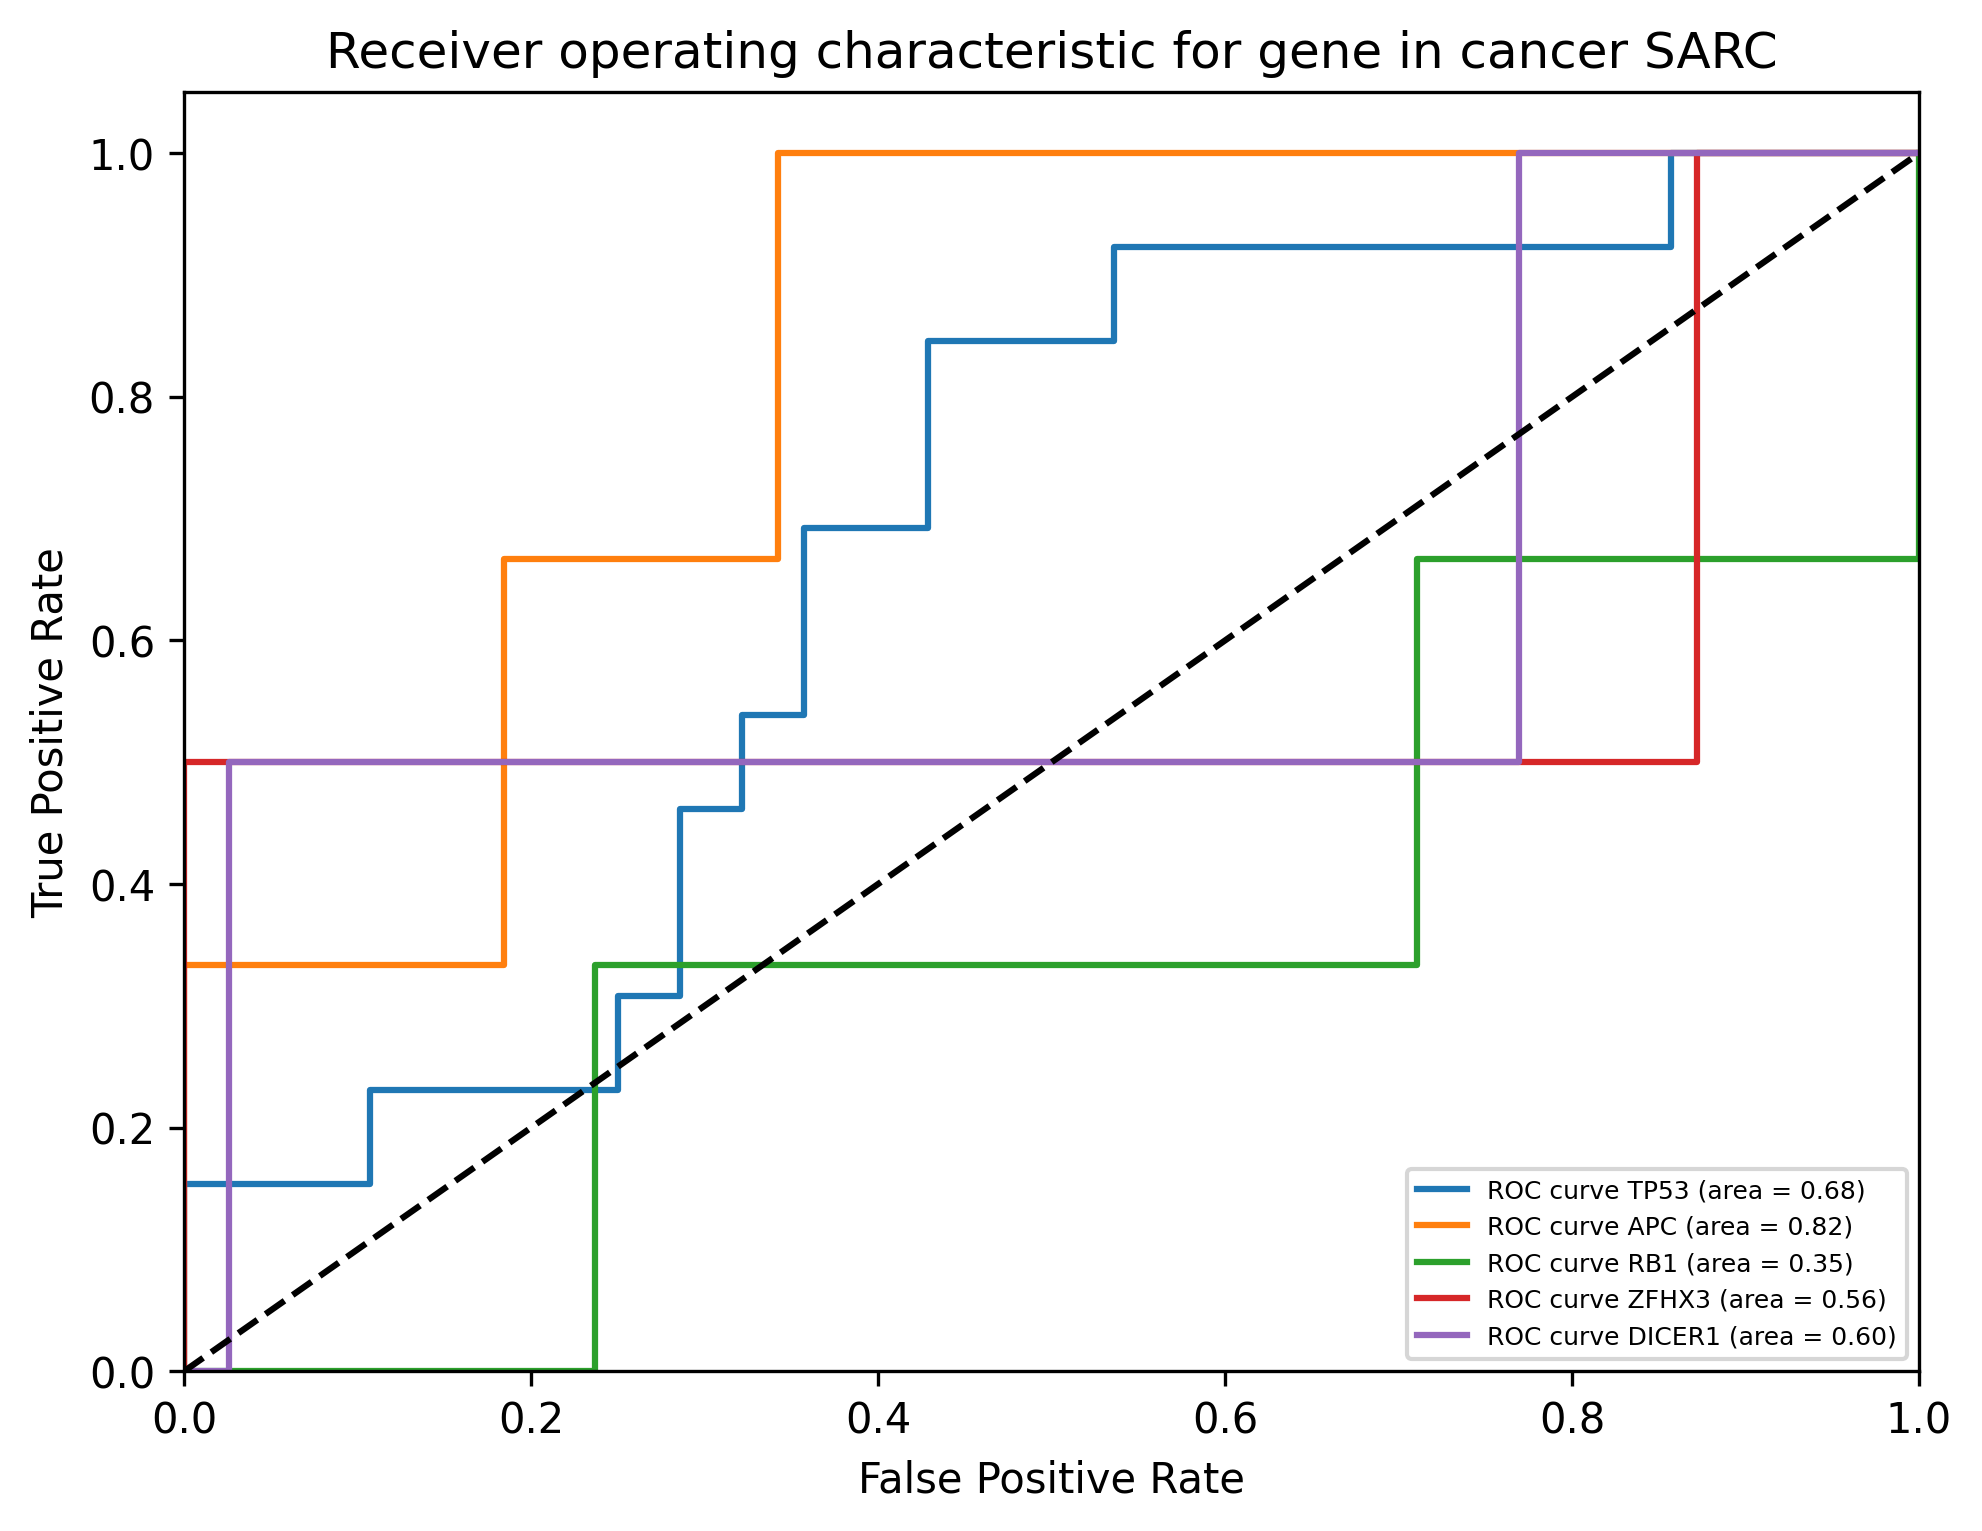 Receiver operating characteristic for gene in cancer SARC
1.0
0.8
0.6
0.4
0.2
0.0
True Positive Rate
0.0 0.2 0.4 0.6 0.8 1.0
False Positive Rate
ROC curve TP53 (area = 0.68)
ROC curve APC (area = 0.82)
ROC curve RB1 (area = 0.35)
ROC curve ZFHX3 (area = 0.56)
ROC curve DICER1 (area = 0.60)